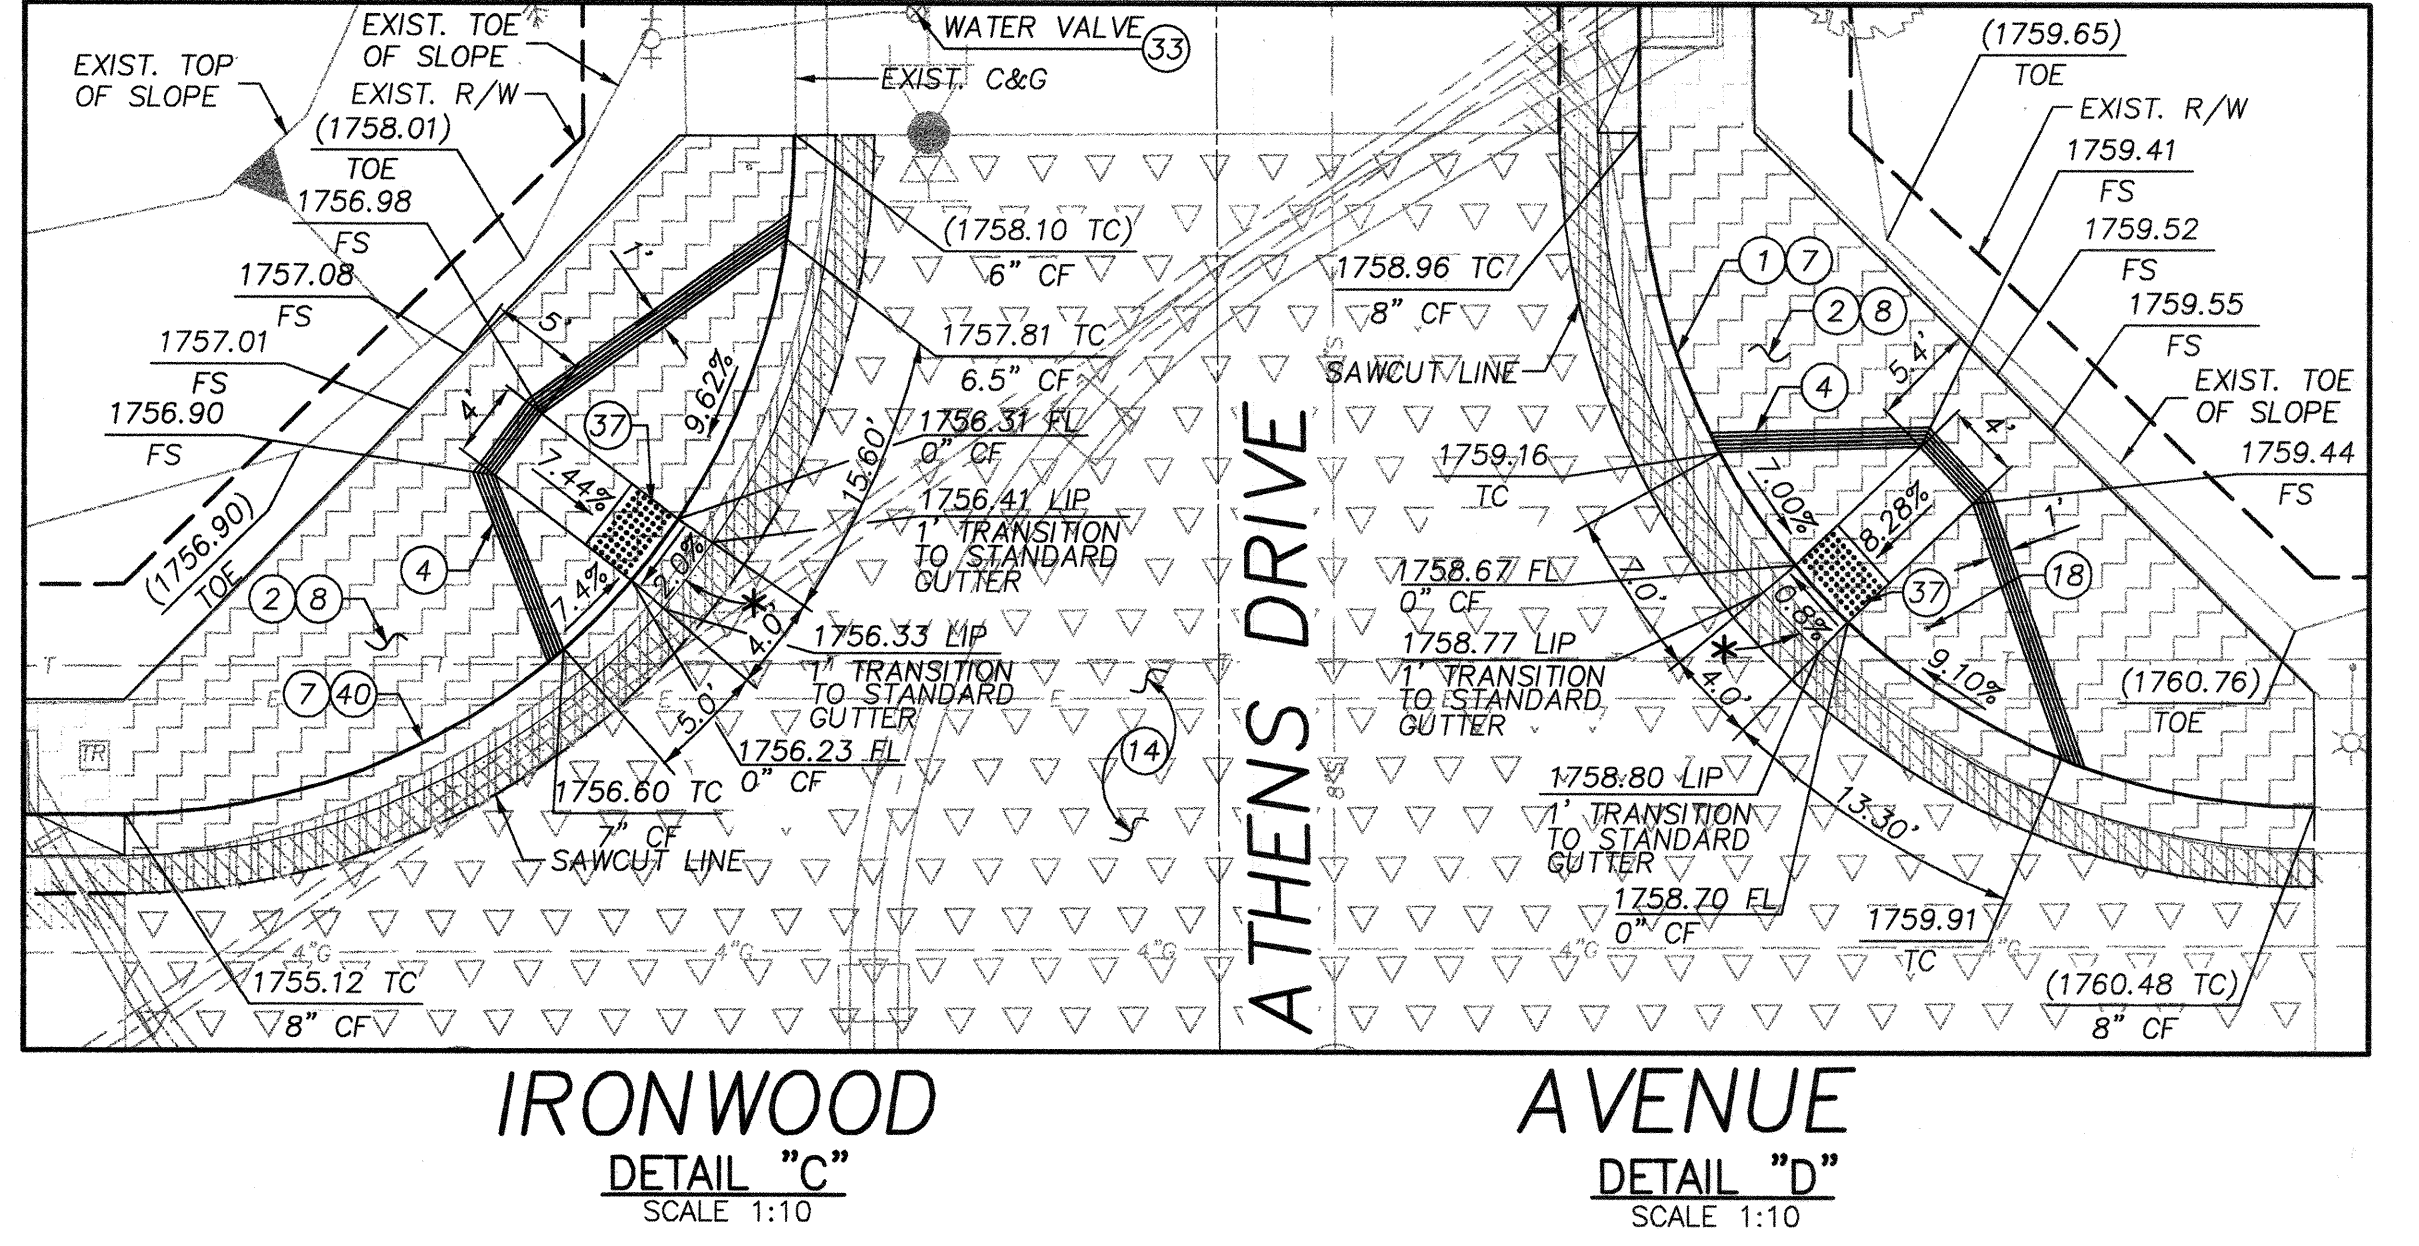 EXIST. TOP
OF SLOPE
EXIST. TOE
OF SLOPE
EXIST. R/W
(1758.01)
TOE
1756.98
FS
1757.08
FS
1757.01
FS
1756.90
FS
(1756.90)
TOE
2 8
4
7 40
TR
T
1755.12 TC
8" CF
WATER VALVE 33
EXIST. C&G
(1758.10 TC)
6" CF
1757.81 TC
6.5" CF
1756.31 FL
0" CF
1756.41 LIP
1' TRANSITION
TO STANDARD
GUTTER
1756.33 LIP
1' TRANSITION
TO STANDARD
GUTTER
1756.23 FL
0" CF
1756.60 TC
7" CF
SAWCUT LINE
1'
5'
4'
37
9.62%
7.44%
7.4%
2.0%
*
15.60'
4.0'
5.0'
E
E
E
14
4"G
4"G
4"G
4"G
4"G
ATHENS DRIVE
8"S
1758.96 TC
8" CF
SAWCUT LINE
1759.16
TC
1758.67 FL
0" CF
1758.77 LIP
1' TRANSITION
TO STANDARD
GUTTER
1758.80 LIP
1' TRANSITION
TO STANDARD
GUTTER
1758.70 FL
0" CF
1759.91
TC
(1760.48 TC)
8" CF
(1759.65)
TOE
EXIST. R/W
1759.41
FS
1759.52
FS
1759.55
FS
EXIST. TOE
OF SLOPE
1759.44
FS
(1760.76)
TOE
1 7
2 8
4
5.4'
4'
1'
7.00%
8.28%
37
18
0.8%
*
9.10%
7.0'
4.0'
13.30'
IRONWOOD AVENUE
DETAIL "C"
SCALE 1:10
DETAIL "D"
SCALE 1:10